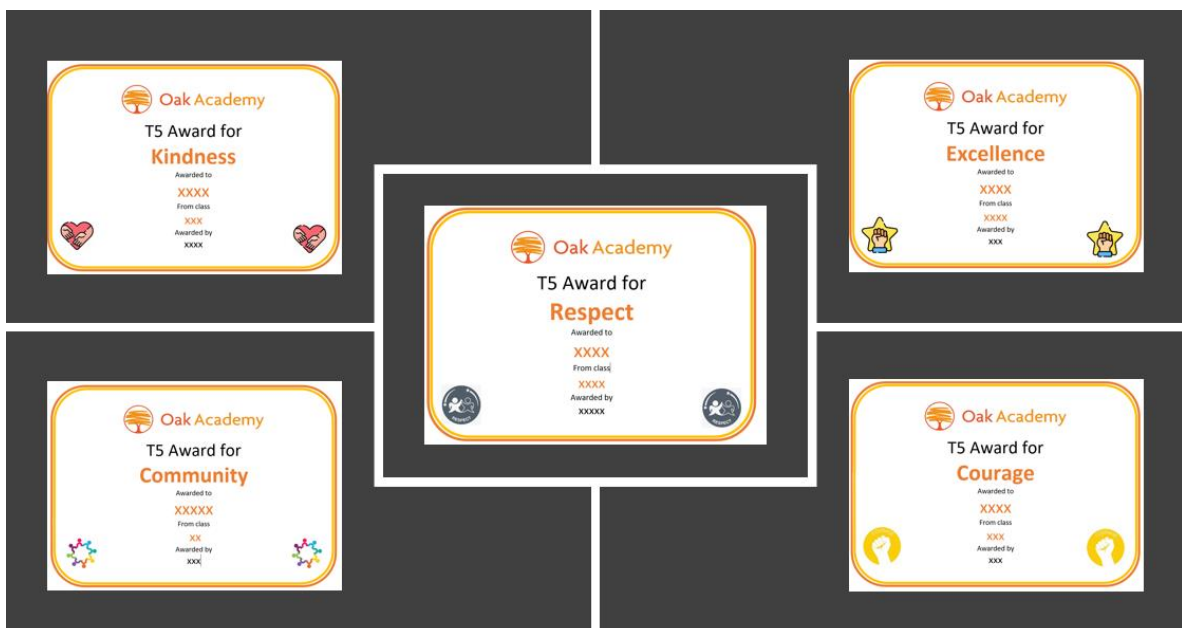 Oak Academy
T5 Award for
Kindness
Awarded to
XXXX
From class
XXX
Awarded by
XXXX
Oak Academy
T5 Award for
Excellence
Awarded to
XXXX
From class
XXXX
Awarded by
XXX
Oak Academy
T5 Award for
Respect
Awarded to
XXXX
From class
XXXX
Awarded by
XXXXX
RESPECT
RESPECT
Oak Academy
T5 Award for
Community
Awarded to
XXXXX
From class
XX
Awarded by
XXX
Oak Academy
T5 Award for
Courage
Awarded to
XXXX
From class
XXX
Awarded by
XXX